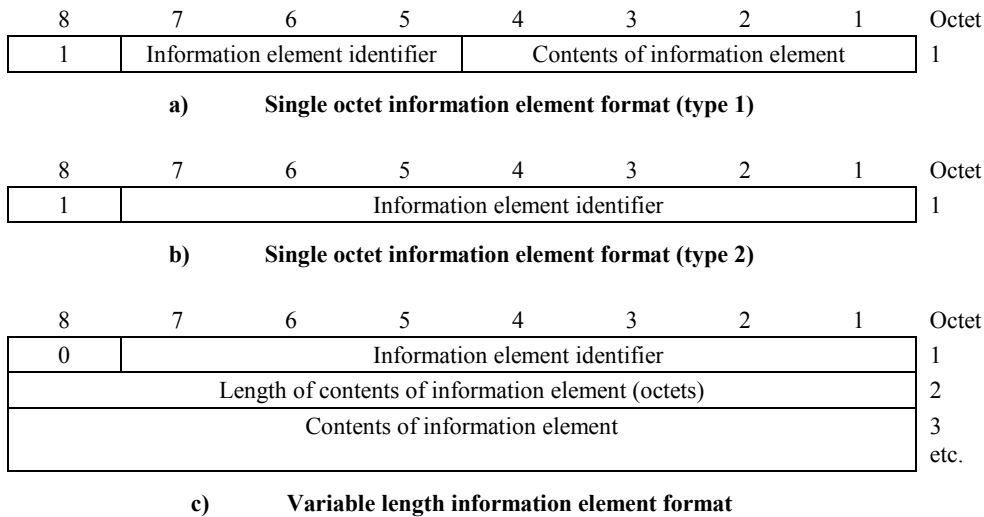 8 7 6 5 4 3 2 1 Octet
1 Information element identifier Contents of information element 1
a) Single octet information element format (type 1)
8 7 6 5 4 3 2 1 Octet
1 Information element identifier 1
b) Single octet information element format (type 2)
8 7 6 5 4 3 2 1 Octet
0 Information element identifier 1
Length of contents of information element (octets) 2
Contents of information element 3
etc.
c) Variable length information element format